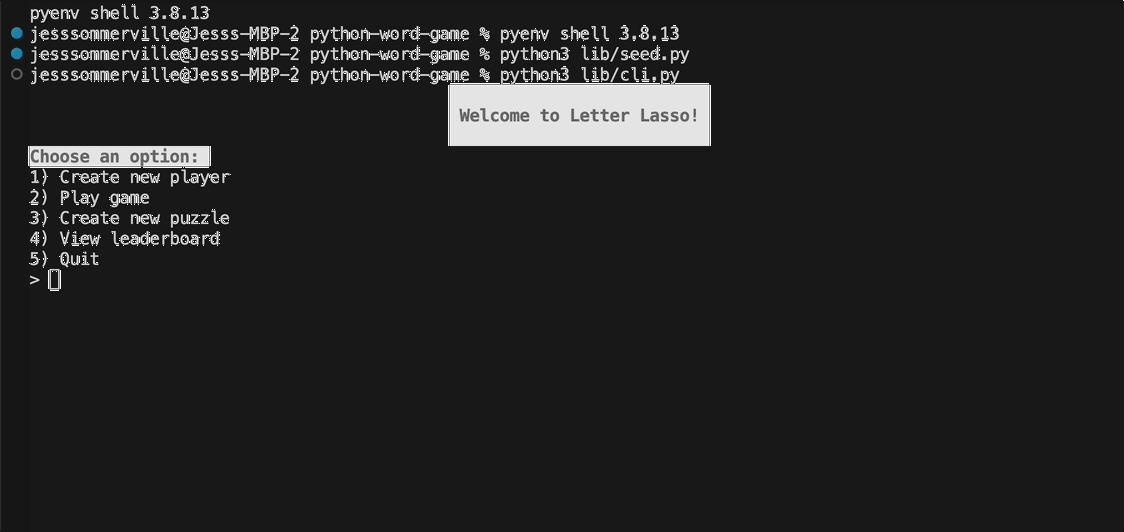 pyenv shell 3.8.13
jesssommerville@Jesss-MBP-2 python-word-game % pyenv shell 3.8.13
jesssommerville@Jesss-MBP-2 python-word-game % python3 lib/seed.py
jesssommerville@Jesss-MBP-2 python-word-game % python3 lib/cli.py
Welcome to Letter Lasso!
Choose an option:
1) Create new player
2) Play game
3) Create new puzzle
4) View leaderboard
5) Quit
>